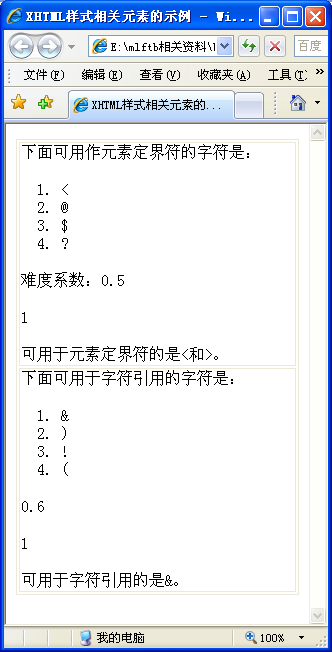 XHTML样式相关元素的示例 - Wi...
E:\mlftb相关资料\
百度
文件(F) 编辑(E) 查看(V) 收藏夹(A) 工具(T)
XHTML样式相关元素的...
下面可用作元素定界符的字符是：
1. <
2. @
3. $
4. ?
难度系数：0.5
1
可用于元素定界符的是<和>。
下面可用于字符引用的字符是：
1. &
2. )
3. !
4. (
0.6
1
可用于字符引用的是&。
我的电脑
100%